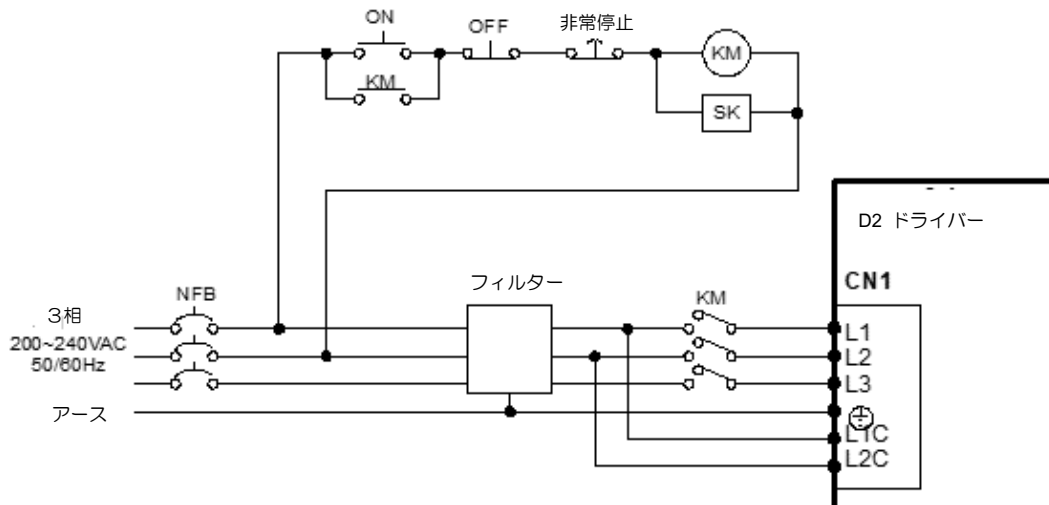 ON
OFF
非常停止
KM
KM
SK
D2 ドライバー
フィルター
CN1
NFB
KM
3相
200~240VAC
50/60Hz
L1
L2
L3
アース
L1C
L2C